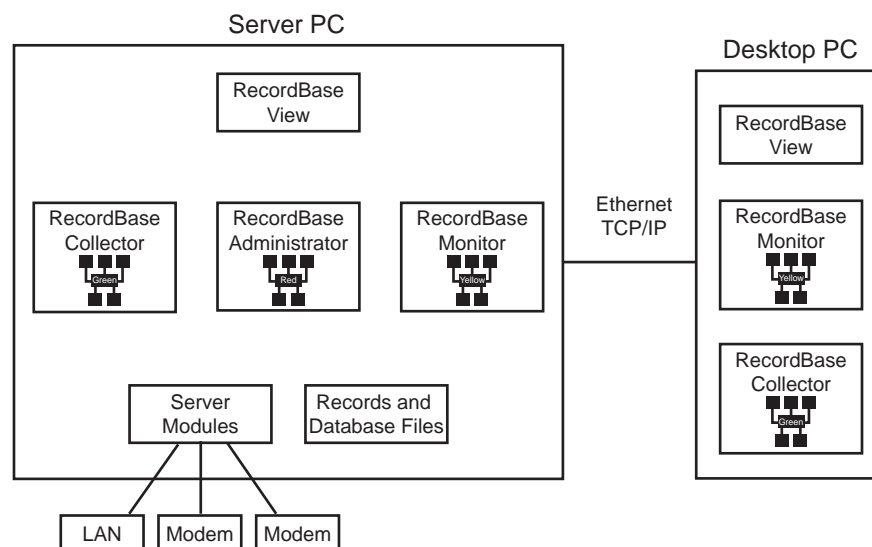 Server PC
Desktop PC
RecordBase
View
RecordBase
Collector
Green
RecordBase
Administrator
Red
RecordBase
Monitor
Yellow
Server
Modules
Records and
Database Files
LAN
Modem
Modem
Ethernet
TCP/IP
RecordBase
View
RecordBase
Monitor
Yellow
RecordBase
Collector
Green